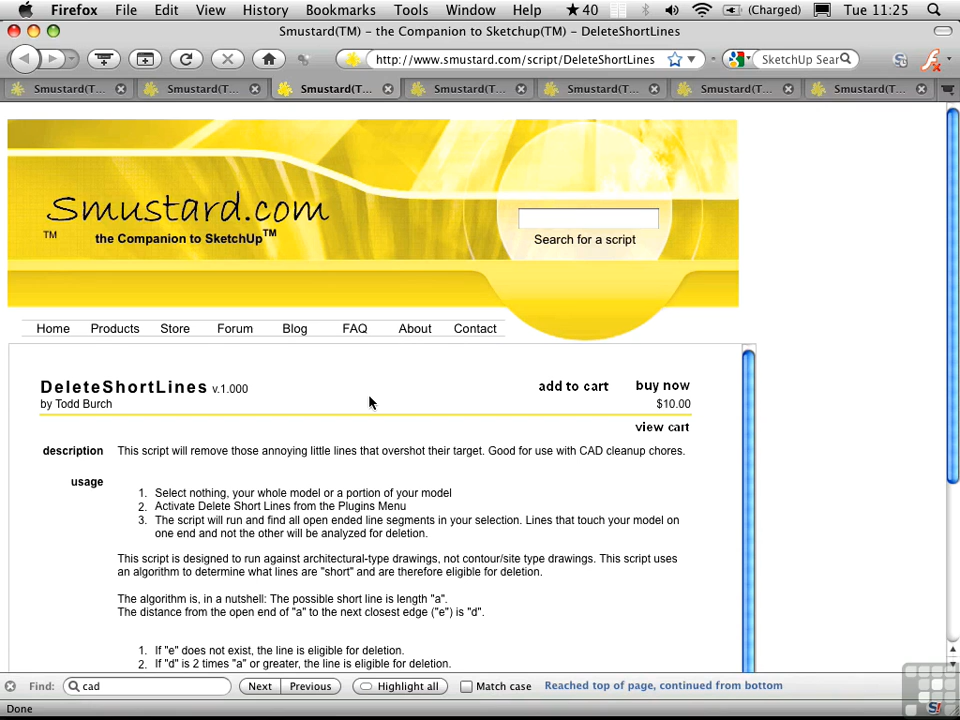 Firefox File Edit View History Bookmarks Tools Window Help ★40 (Charged) Tue 11:25
Smustard(TM) – the Companion to Sketchup(TM) – DeleteShortLines
http://www.smustard.com/script/DeleteShortLines
SketchUp Sear
Smustard(T... Smustard(T... Smustard(T... Smustard(T... Smustard(T... Smustard(T... Smustard(T...
Smustard.com
TM the Companion to SketchUp TM
Search for a script
Home Products Store Forum Blog FAQ About Contact
DeleteShortLines v.1.000 add to cart buy now
by Todd Burch $10.00
view cart
description This script will remove those annoying little lines that overshot their target. Good for use with CAD cleanup chores.
usage
1. Select nothing, your whole model or a portion of your model
2. Activate Delete Short Lines from the Plugins Menu
3. The script will run and find all open ended line segments in your selection. Lines that touch your model on
one end and not the other will be analyzed for deletion.
This script is designed to run against architectural-type drawings, not contour/site type drawings. This script uses
an algorithm to determine what lines are "short" and are therefore eligible for deletion.
The algorithm is, in a nutshell: The possible short line is length "a".
The distance from the open end of "a" to the next closest edge ("e") is "d".
1. If "e" does not exist, the line is eligible for deletion.
2. If "d" is 2 times "a" or greater, the line is eligible for deletion.
Find: cad Next Previous Highlight all Match case Reached top of page, continued from bottom
Done